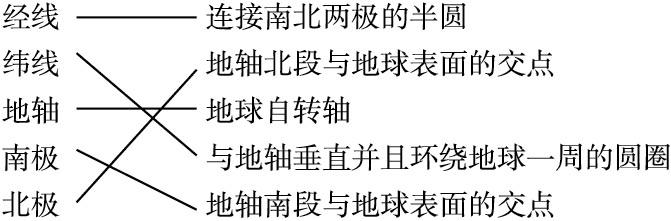 经线 连接南北两极的半圆
纬线 地轴北段与地球表面的交点
地轴 地球自转轴
南极 与地轴垂直并且环绕地球一周的圆圈
北极 地轴南段与地球表面的交点